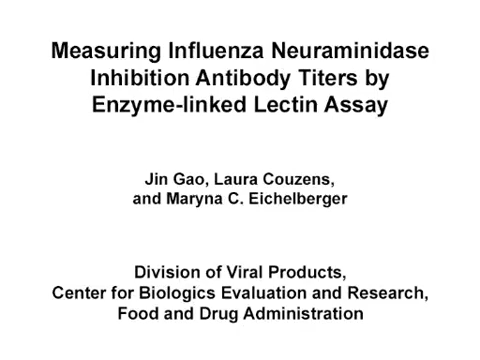 Measuring Influenza Neuraminidase
Inhibition Antibody Titers by
Enzyme-linked Lectin Assay
Jin Gao, Laura Couzens,
and Maryna C. Eichelberger
Division of Viral Products,
Center for Biologics Evaluation and Research,
Food and Drug Administration